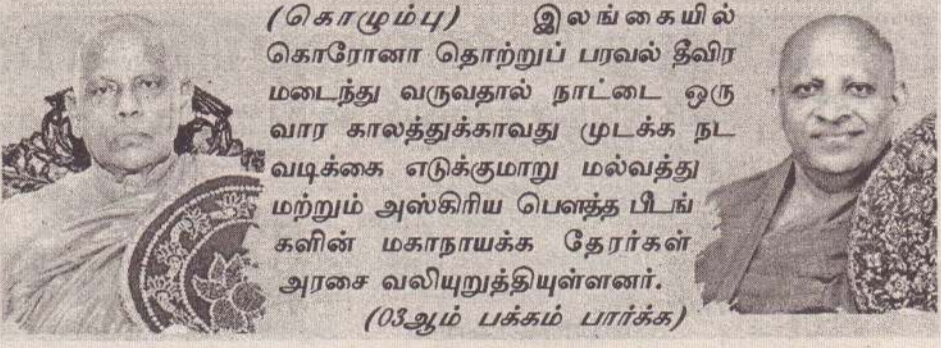 (கொழும்பு) இலங்கையில்
கொரோனா தொற்றுப் பரவல் தீவிர
மடைந்து வருவதால் நாட்டை ஒரு
வார காலத்துக்காவது முடக்க நட
வடிக்கை எடுக்குமாறு மல்வத்து
மற்றும் அஸ்கிரிய பௌத்த பீடங்
களின் மகாநாயக்க தேரர்கள்
அரசை வலியுறுத்தியுள்ளனர்.
(03ஆம் பக்கம் பார்க்க)